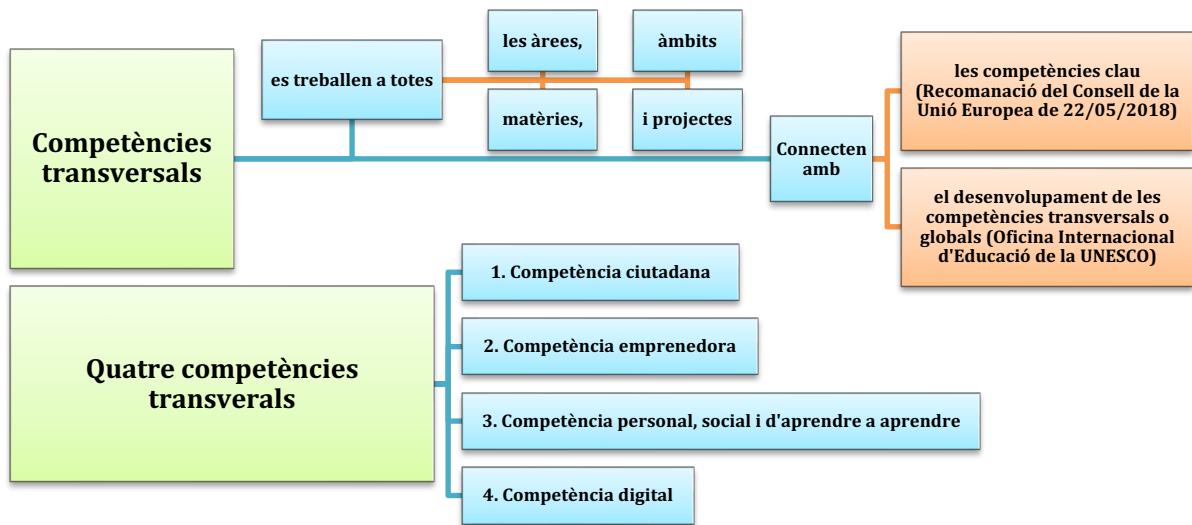 Competències
transversals
es treballen a totes
les àrees,
àmbits
matèries,
i projectes
Connecten
amb
les competències clau
(Recomanació del Consell de la
Unió Europea de 22/05/2018)
el desenvolupament de les
competències transversals o
globals (Oficina Internacional
d'Educació de la UNESCO)
Quatre competències
transverals
1. Competència ciutadana
2. Competència emprenedora
3. Competència personal, social i d'aprendre a aprendre
4. Competència digital